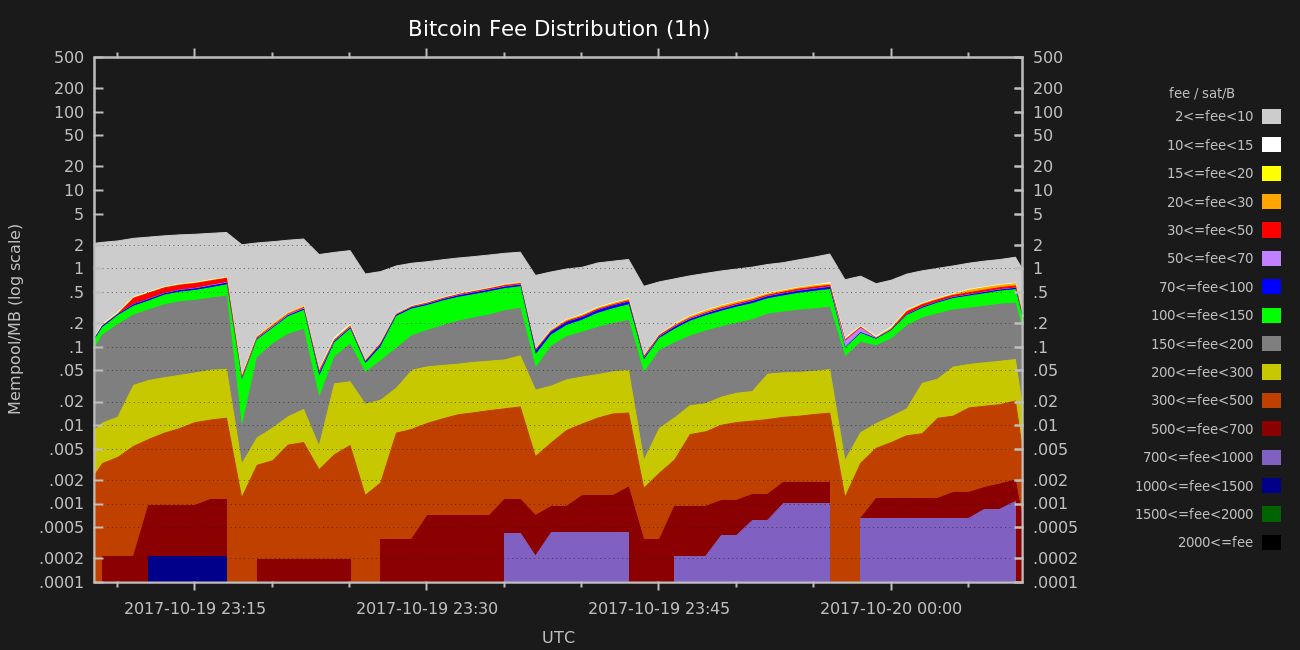 Bitcoin Fee Distribution (1h)
Mempool/MB (log scale)
500
200
100
50
20
10
5
2
1
.5
.2
.1
.05
.02
.01
.005
.002
.001
.0005
.0002
.0001
500
200
100
50
20
10
5
2
1
.5
.2
.1
.05
.02
.01
.005
.002
.001
.0005
.0002
.0001
2017-10-19 23:15
2017-10-19 23:30
2017-10-19 23:45
2017-10-20 00:00
UTC
fee / sat/B
2<=fee<10
10<=fee<15
15<=fee<20
20<=fee<30
30<=fee<50
50<=fee<70
70<=fee<100
100<=fee<150
150<=fee<200
200<=fee<300
300<=fee<500
500<=fee<700
700<=fee<1000
1000<=fee<1500
1500<=fee<2000
2000<=fee